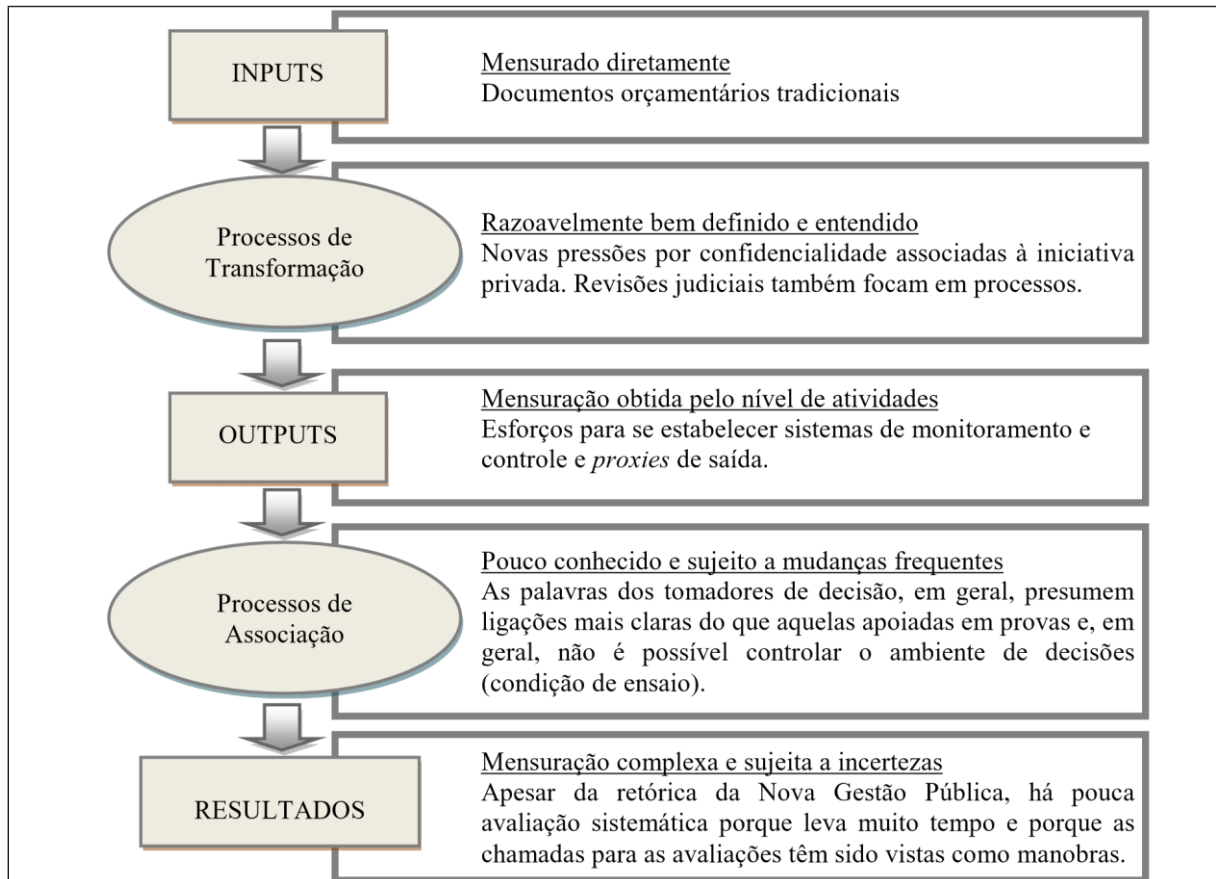 INPUTS
Mensurado diretamente
Documentos orçamentários tradicionais
Processos de
Transformação
Razoavelmente bem definido e entendido
Novas pressões por confidencialidade associadas à iniciativa
privada. Revisões judiciais também focam em processos.
OUTPUTS
Mensuração obtida pelo nível de atividades
Esforços para se estabelecer sistemas de monitoramento e
controle e proxies de saída.
Processos de
Associação
Pouco conhecido e sujeito a mudanças frequentes
As palavras dos tomadores de decisão, em geral, presumem
ligações mais claras do que aquelas apoiadas em provas e, em
geral, não é possível controlar o ambiente de decisões
(condição de ensaio).
RESULTADOS
Mensuração complexa e sujeita a incertezas
Apesar da retórica da Nova Gestão Pública, há pouca
avaliação sistemática porque leva muito tempo e porque as
chamadas para as avaliações têm sido vistas como manobras.